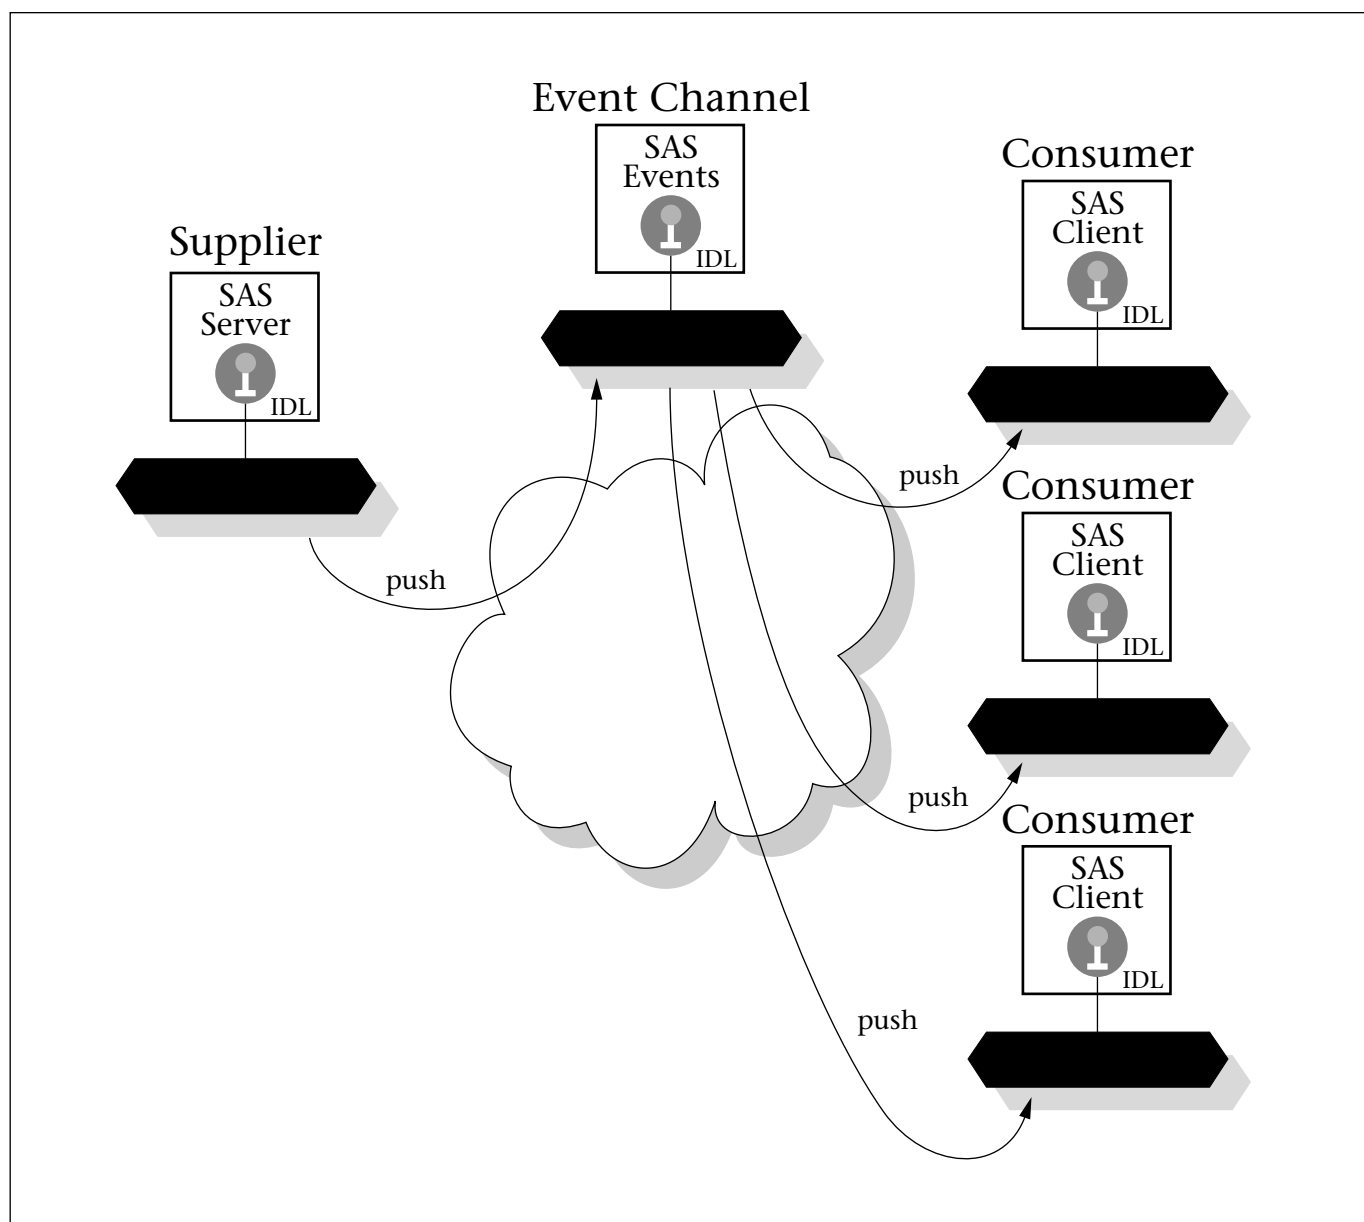 Event Channel
SAS
Events
IDL
Supplier
SAS
Server
IDL
push
Consumer
SAS
Client
IDL
push
Consumer
SAS
Client
IDL
push
Consumer
SAS
Client
IDL
push